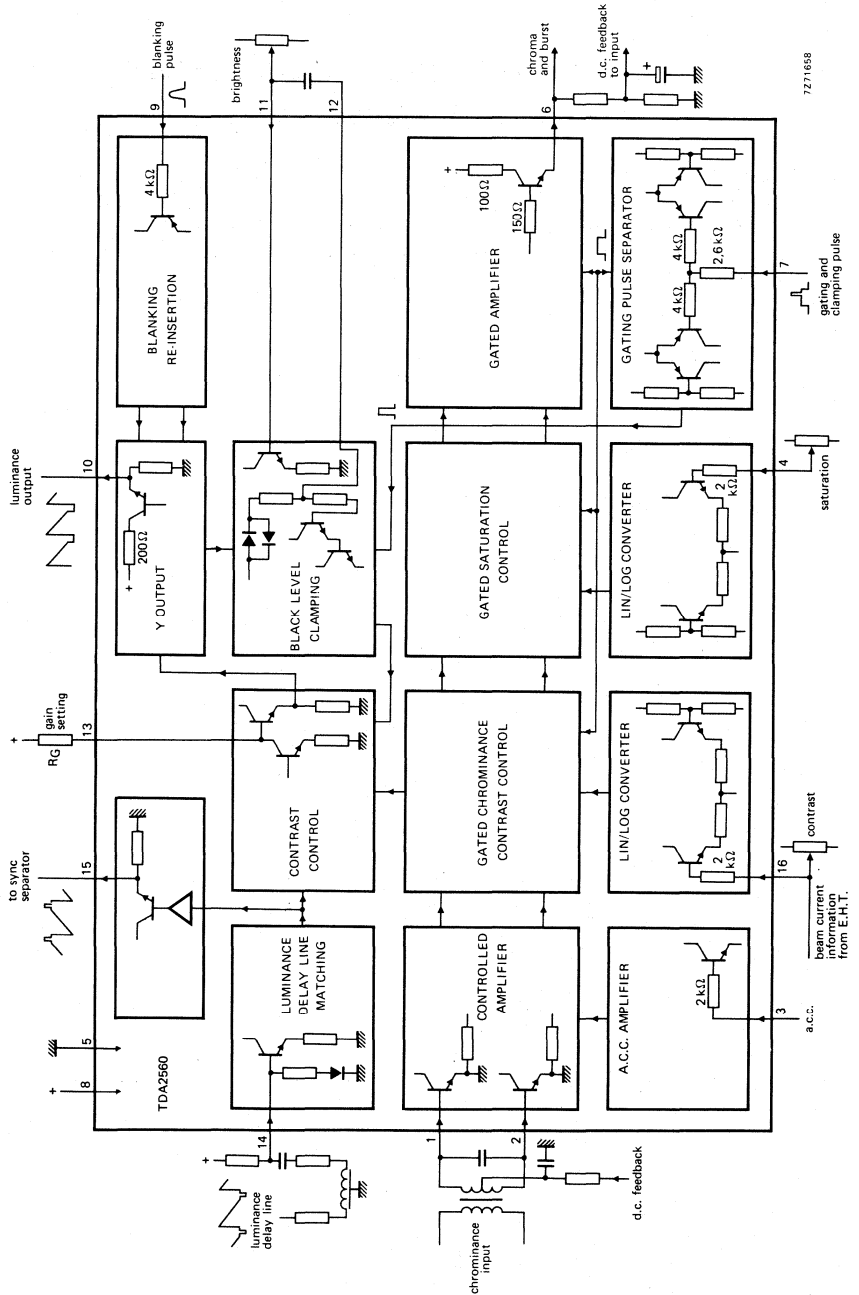 blanking
pulse
9
4 kΩ
BLANKING
RE-INSERTION
brightness
11
12
chroma
and burst
6
d.c. feedback
to input
+
7Z71658
luminance
output
10
+
200Ω
Y OUTPUT
BLACK LEVEL
CLAMPING
+
100Ω
150Ω
GATED AMPLIFIER
GATING PULSE SEPARATOR
4 kΩ
4 kΩ
2,6 kΩ
7
gating and
clamping pulse
+
RG
gain
setting
13
CONTRAST
CONTROL
GATED SATURATION
CONTROL
LIN/LOG CONVERTER
2
kΩ
4
saturation
to sync
separator
15
GATED CHROMINANCE
CONTRAST CONTROL
LIN/LOG CONVERTER
2
kΩ
16
contrast
beam current
information
from E.H.T.
5
+
8
TDA2560
LUMINANCE
DELAY LINE
MATCHING
CONTROLLED
AMPLIFIER
A.C.C. AMPLIFIER
2 kΩ
3
a.c.c.
14
+
luminance
delay line
1
2
chrominance
input
d.c. feedback